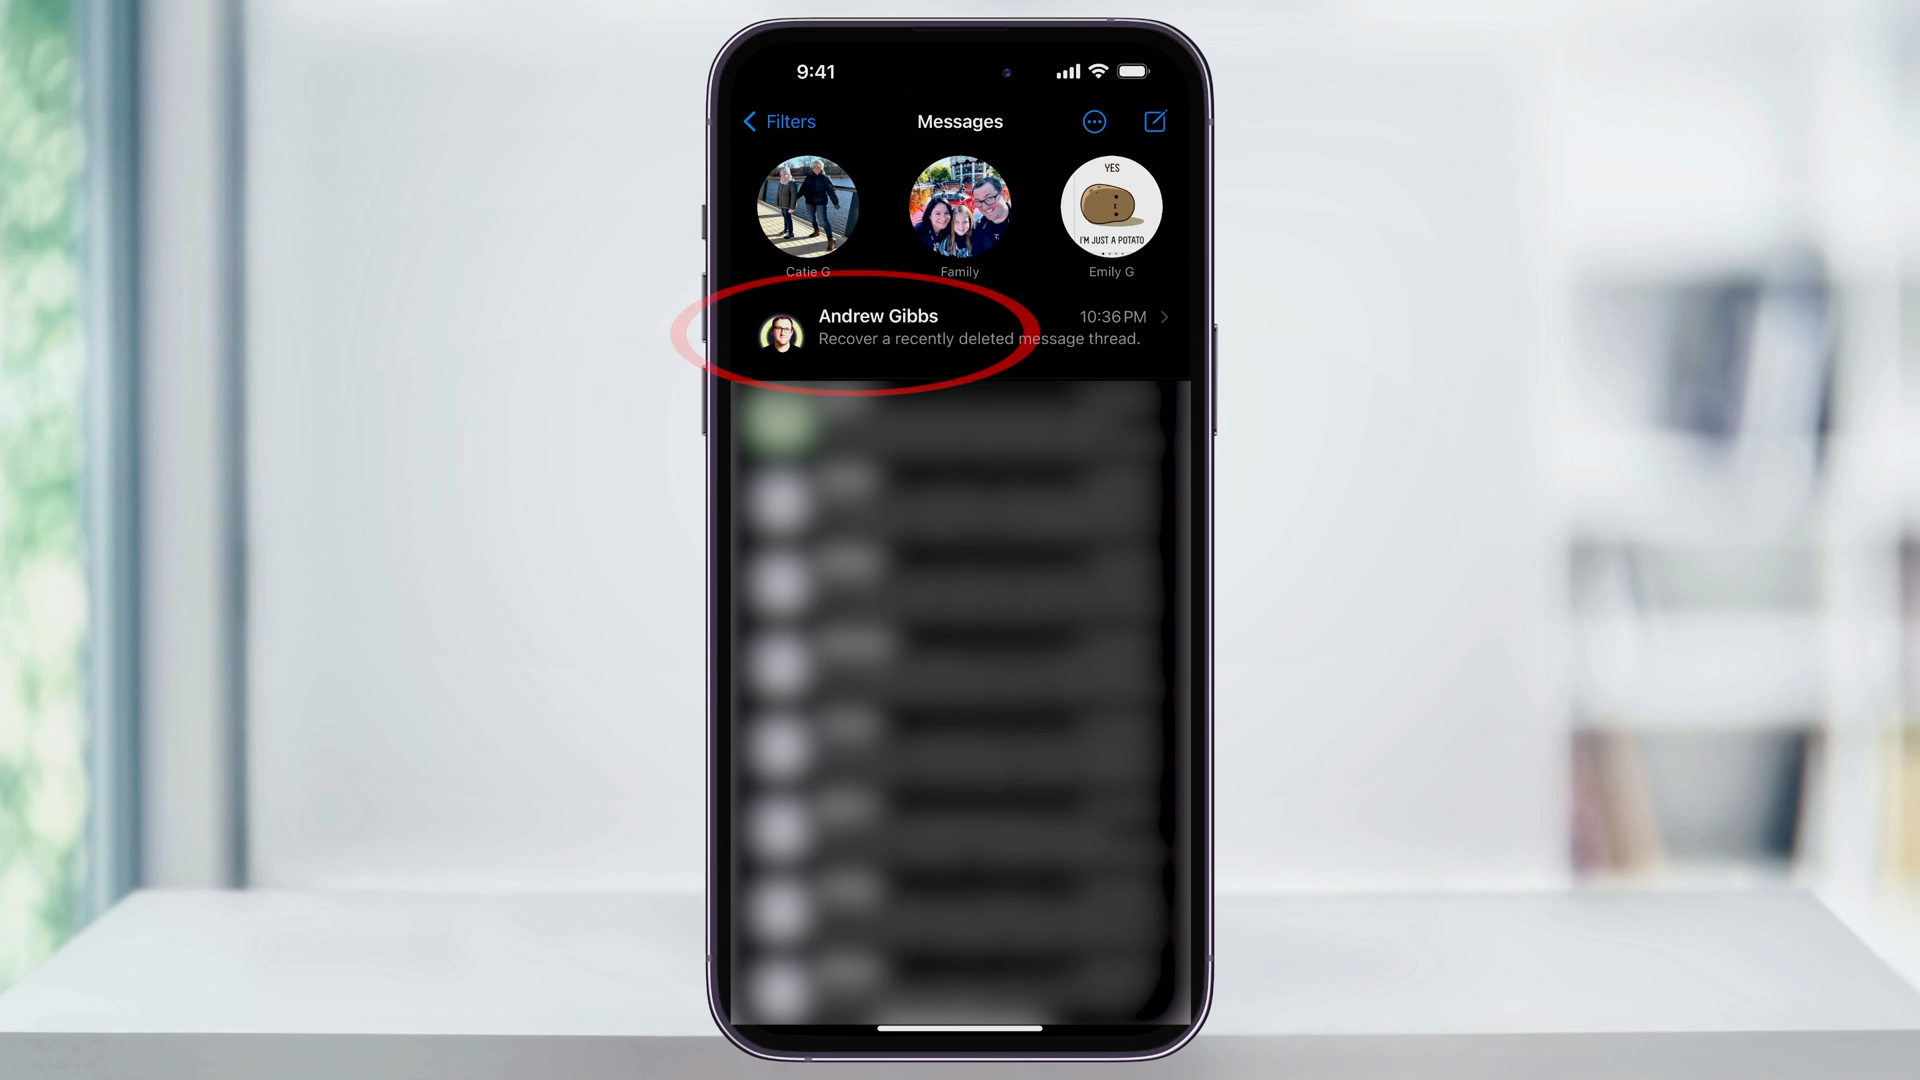 9:41
Filters
Messages
YES
I'M JUST A POTATO
Catie G
Family
Emily G
Andrew Gibbs
10:36 PM
Recover a recently deleted message thread.